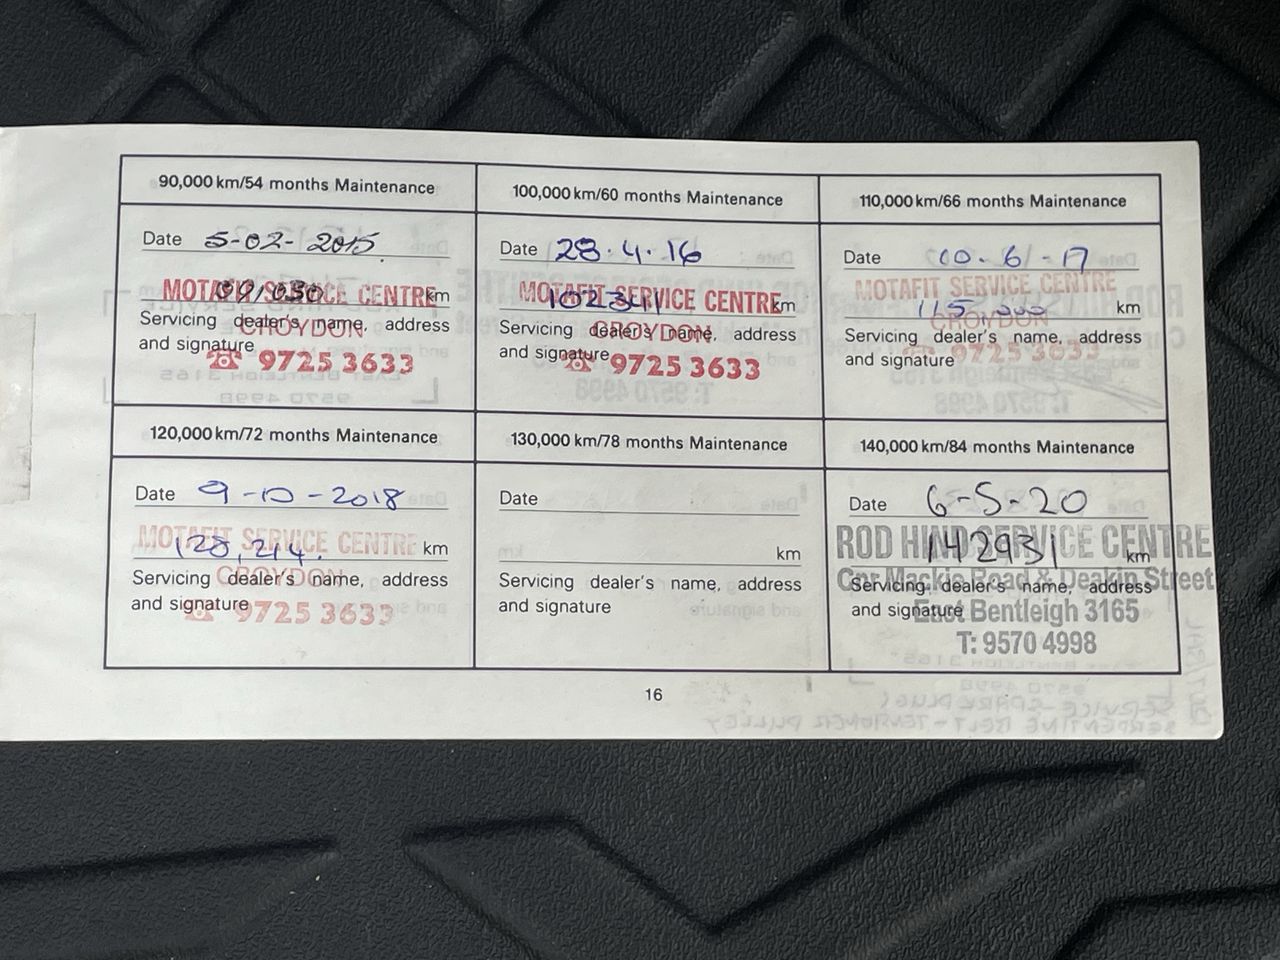 90,000 km/54 months Maintenance
Date 5-02-2015.
MOTAFIT SERVICE CENTRE
km
Servicing dealer's name, address
CROYDON
and signature
☎ 9725 3633
100,000 km/60 months Maintenance
Date 28.4.16
MOTAFIT SERVICE CENTRE
102341 km
Servicing dealer's name, address
CROYDON
and signature
☎ 9725 3633
110,000 km/66 months Maintenance
Date 10-6-17
MOTAFIT SERVICE CENTRE
115,000 km
CROYDON
Servicing dealer's name, address
and signature
☎ 9725 3633
120,000 km/72 months Maintenance
Date 9-10-2018
MOTAFIT SERVICE CENTRE
128,214. km
CROYDON
Servicing dealer's name, address
and signature
☎ 9725 3633
130,000 km/78 months Maintenance
Date
km
Servicing dealer's name, address
and signature
140,000 km/84 months Maintenance
Date 6-5-20
ROD HIND SERVICE CENTRE
142931 km
Cnr Mackie Road & Deakin Street
Servicing dealer's name, address
and signature
East Bentleigh 3165
T: 9570 4998
16